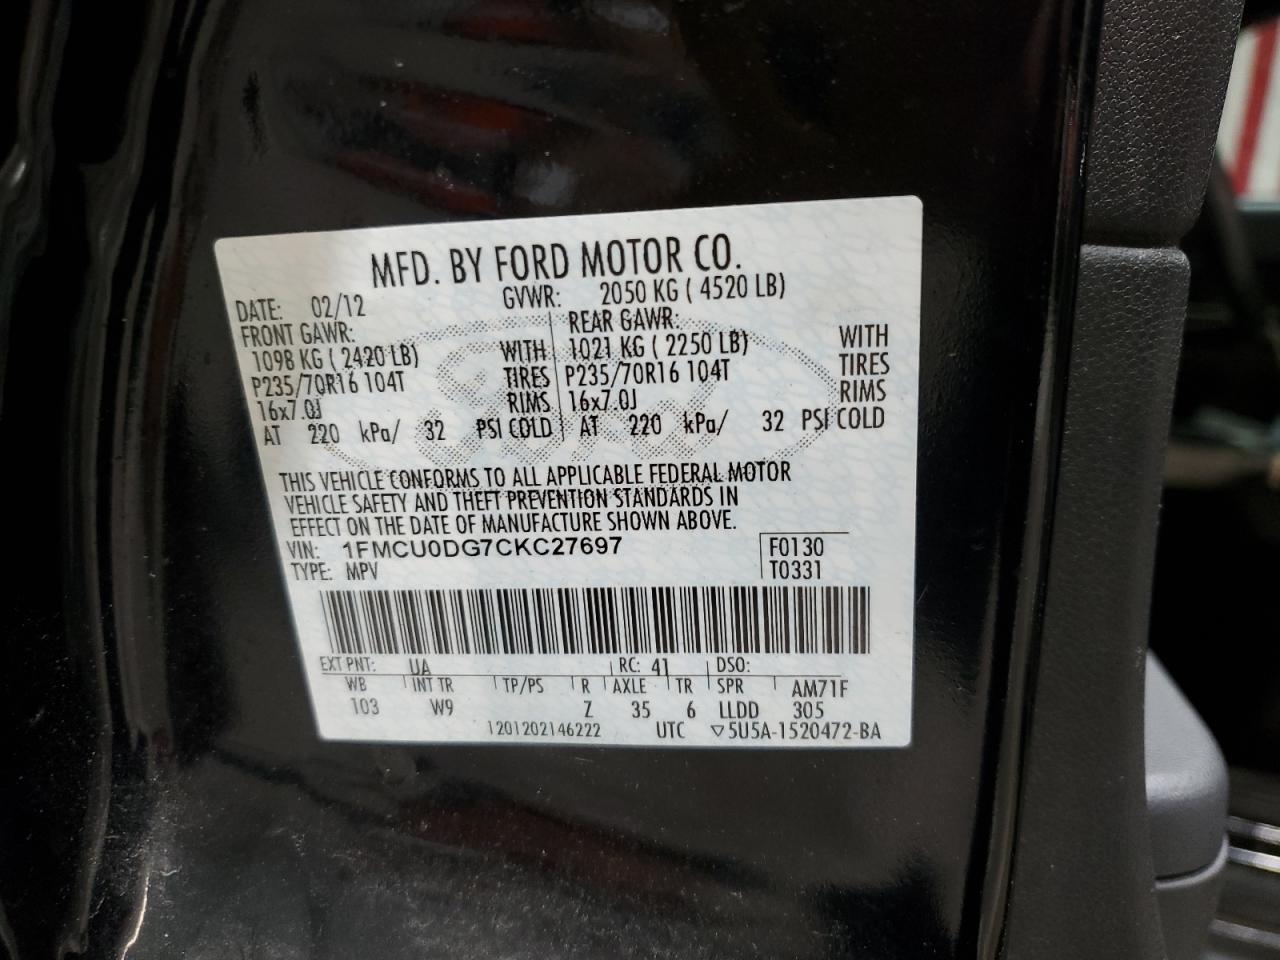 MFD. BY FORD MOTOR CO.
DATE: 02/12 GVWR: 2050 KG ( 4520 LB)
FRONT GAWR: REAR GAWR:
1098 KG ( 2420 LB) WITH 1021 KG ( 2250 LB) WITH
P235/70R16 104T TIRES P235/70R16 104T TIRES
16x7.0J RIMS 16x7.0J RIMS
AT 220 kPa/ 32 PSI COLD AT 220 kPa/ 32 PSI COLD
THIS VEHICLE CONFORMS TO ALL APPLICABLE FEDERAL MOTOR
VEHICLE SAFETY AND THEFT PREVENTION STANDARDS IN
EFFECT ON THE DATE OF MANUFACTURE SHOWN ABOVE.
VIN: 1FMCU0DG7CKC27697 F0130
TYPE: MPV T0331
EXT PNT: UA RC: 41 DSO:
WB INT TR TP/PS R AXLE TR SPR AM71F
103 W9 Z 35 6 LLDD 305
1201202146222 UTC ▽5U5A-1520472-BA